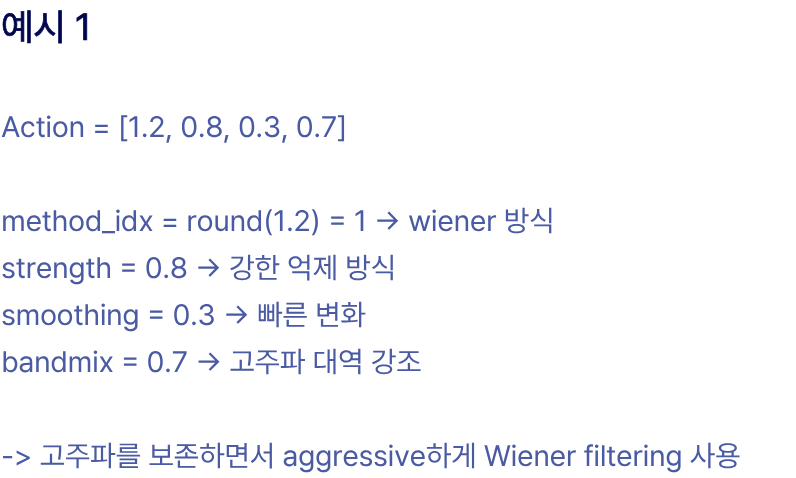 예시 1
Action = [1.2, 0.8, 0.3, 0.7]
method_idx = round(1.2) = 1 → wiener 방식
strength = 0.8 → 강한 억제 방식
smoothing = 0.3 → 빠른 변화
bandmix = 0.7 → 고주파 대역 강조
-> 고주파를 보존하면서 aggressive하게 Wiener filtering 사용